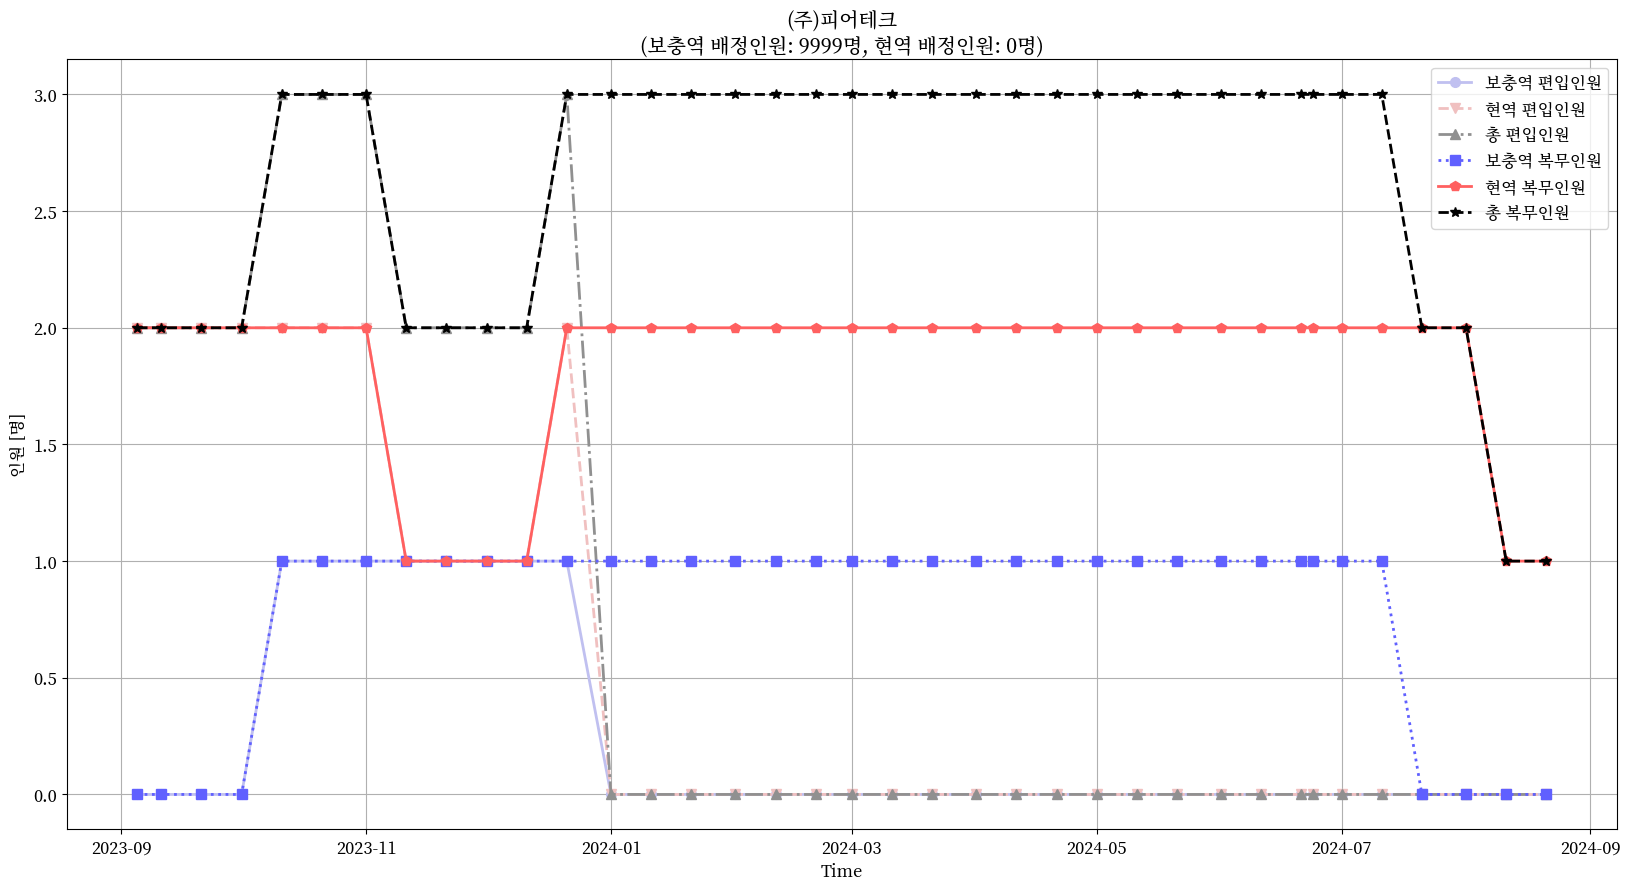 (주)피어테크
(보충역 배정인원: 9999명, 현역 배정인원: 0명)
보충역 편입인원
현역 편입인원
총 편입인원
보충역 복무인원
현역 복무인원
총 복무인원
인원 [명]
3.0
2.5
2.0
1.5
1.0
0.5
0.0
2023-09
2023-11
2024-01
2024-03
2024-05
2024-07
2024-09
Time